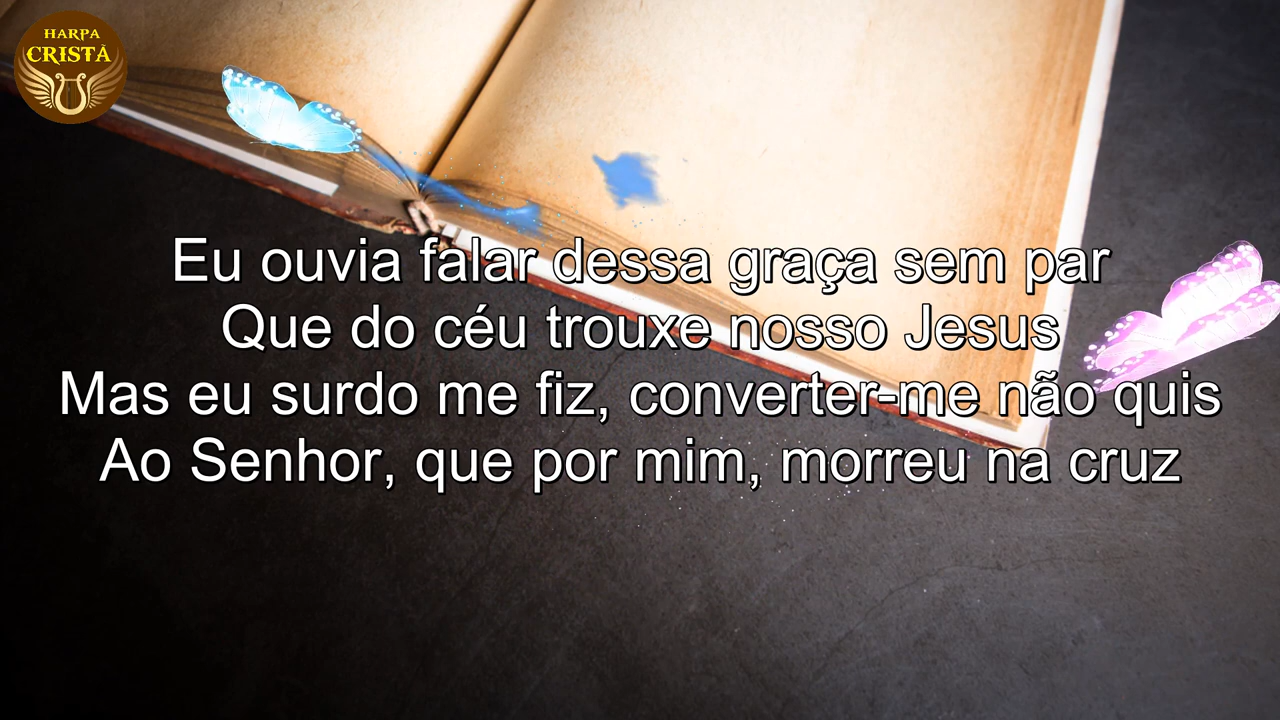 HARPA
CRISTÃ
Eu ouvia falar dessa graça sem par
Que do céu trouxe nosso Jesus
Mas eu surdo me fiz, converter-me não quis
Ao Senhor, que por mim, morreu na cruz